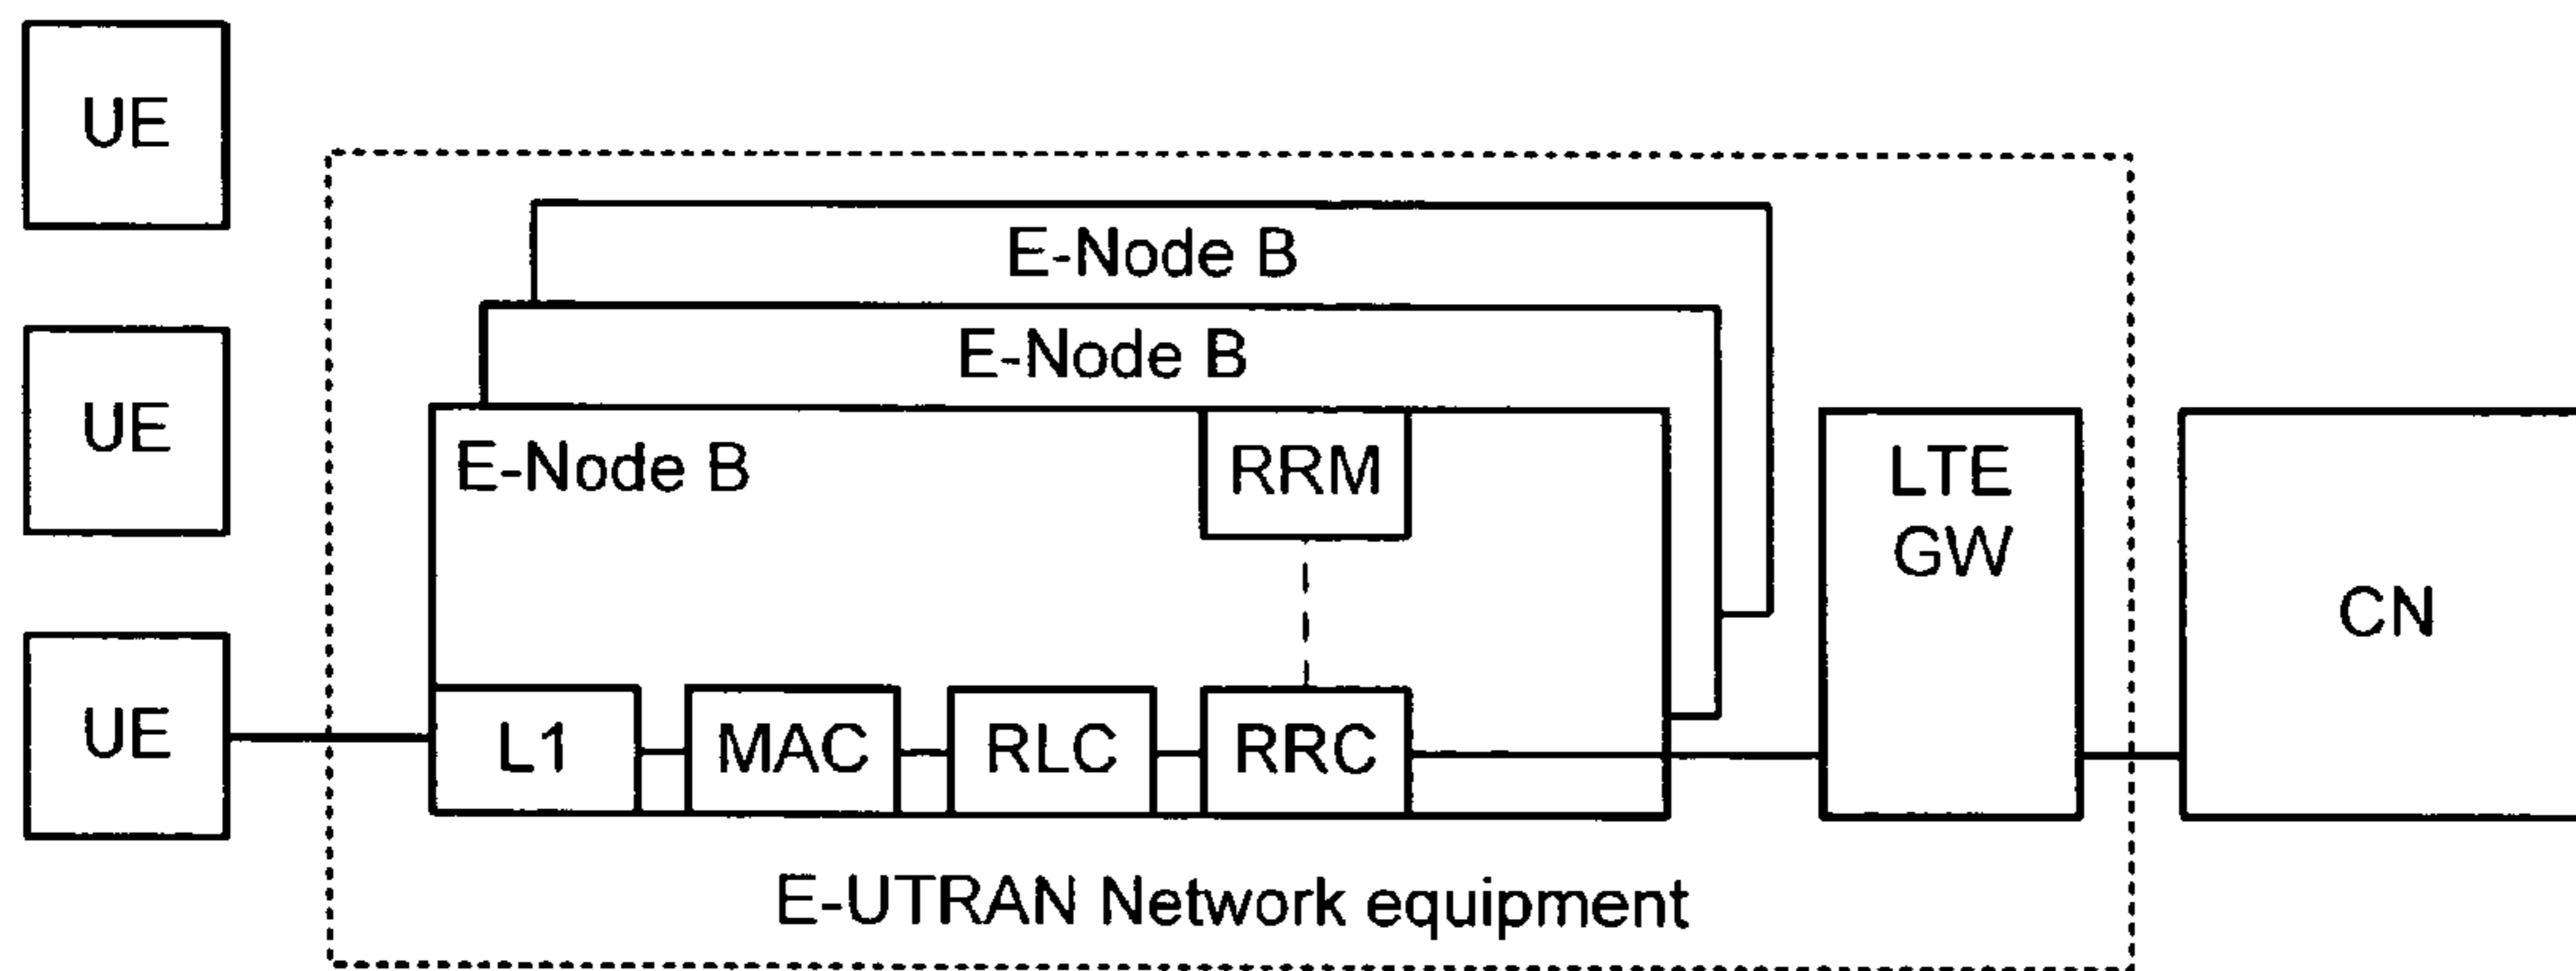 UE
E-Node B
E-Node B
UE
E-Node B
RRM
LTE
GW
CN
UE
L1
MAC
RLC
RRC
E-UTRAN Network equipment